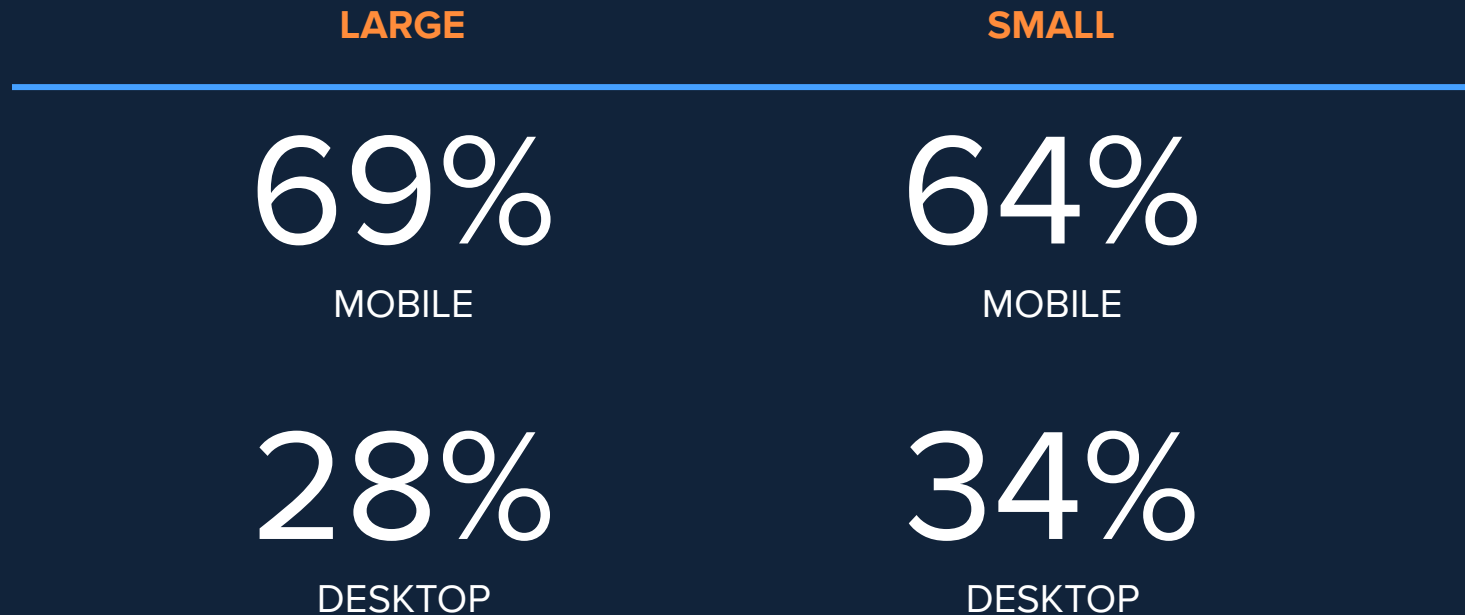 LARGE SMALL
69% 64%
MOBILE MOBILE
28% 34%
DESKTOP DESKTOP